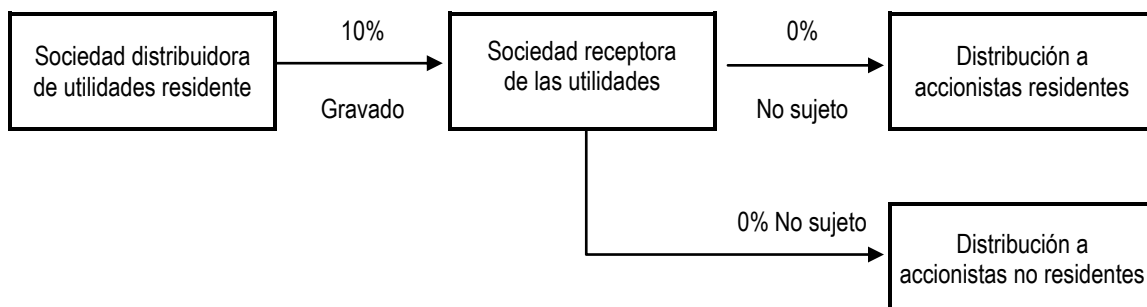 Sociedad distribuidora
de utilidades residente
10%
Gravado
Sociedad receptora
de las utilidades
0%
No sujeto
Distribución a
accionistas residentes
0% No sujeto
Distribución a
accionistas no residentes